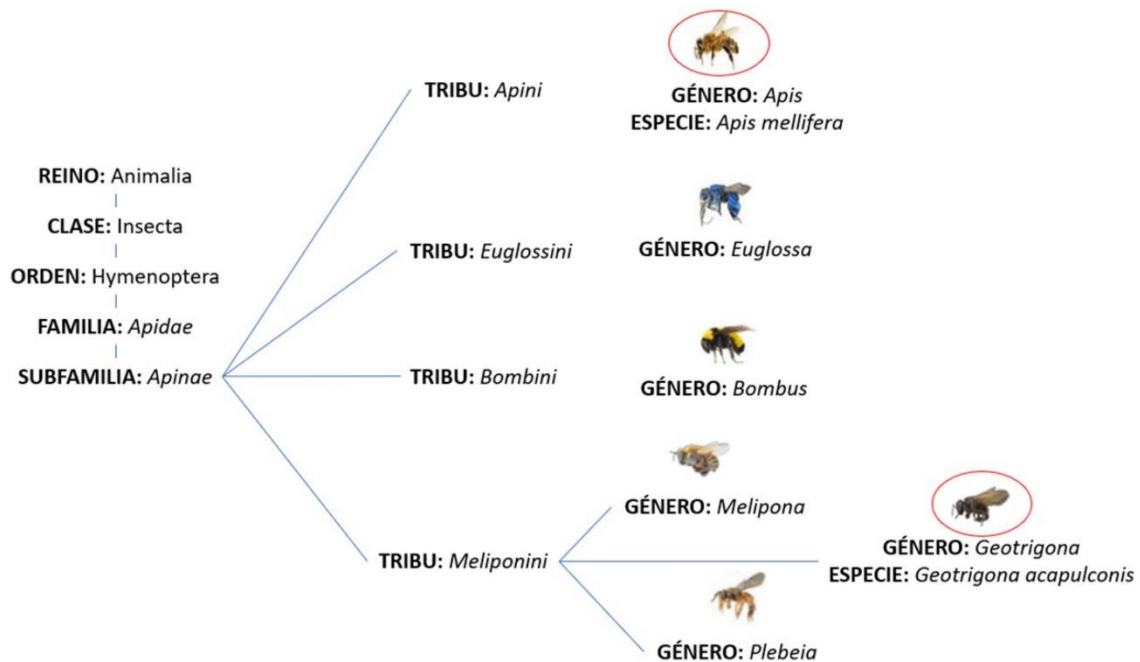 REINO: Animalia
CLASE: Insecta
ORDEN: Hymenoptera
FAMILIA: Apidae
SUBFAMILIA: Apinae
TRIBU: Apini
GÉNERO: Apis
ESPECIE: Apis mellifera
TRIBU: Euglossini
GÉNERO: Euglossa
TRIBU: Bombini
GÉNERO: Bombus
TRIBU: Meliponini
GÉNERO: Melipona
GÉNERO: Geotrigona
ESPECIE: Geotrigona acapulconis
GÉNERO: Plebeia